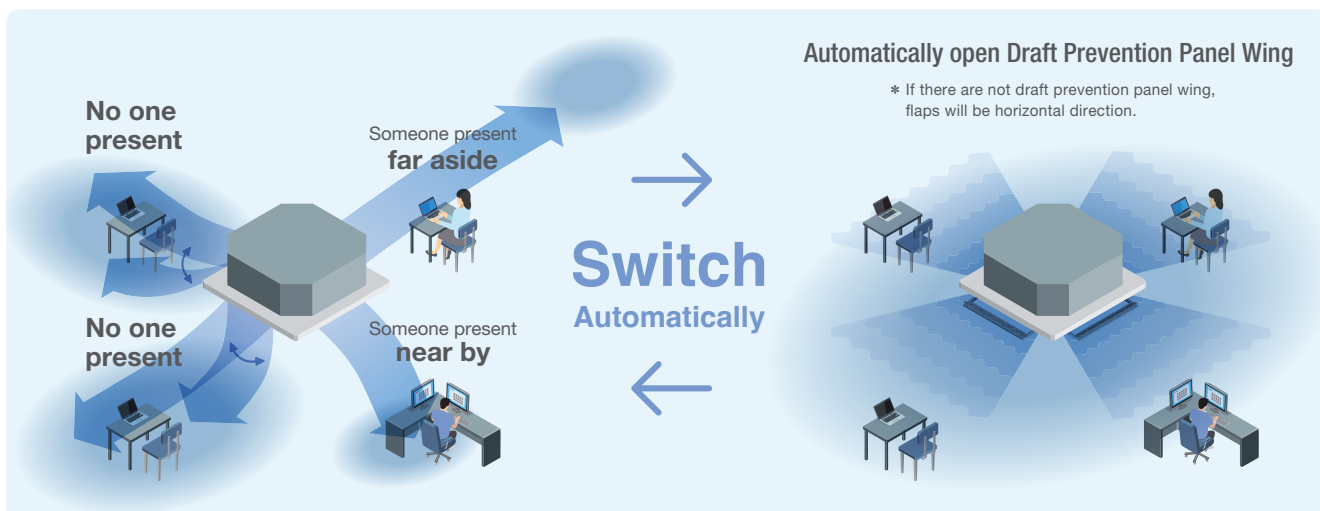 No one
present
Someone present
far aside
No one
present
Someone present
near by
Switch
Automatically
Automatically open Draft Prevention Panel Wing
* If there are not draft prevention panel wing,
flaps will be horizontal direction.